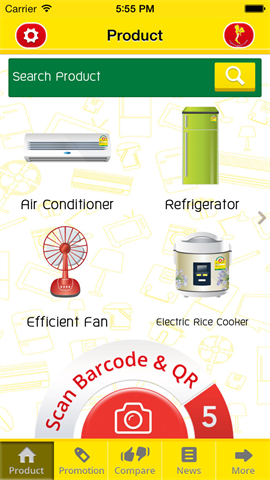 Carrier 5:55 PM
Product
Search Product
Air Conditioner Refrigerator
Efficient Fan Electric Rice Cooker
Scan Barcode & QR
5
Product Promotion Compare News More